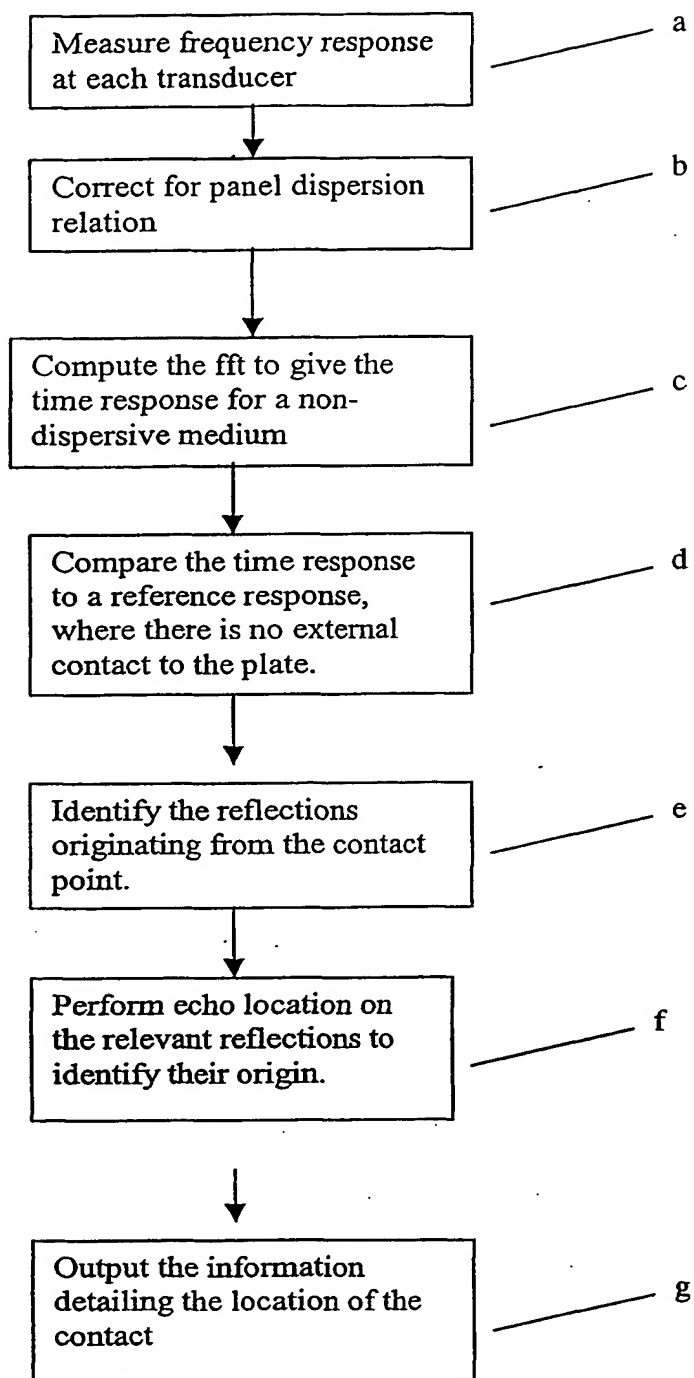 Measure frequency response
at each transducer
a
Correct for panel dispersion
relation
b
Compute the fft to give the
time response for a non-
dispersive medium
c
Compare the time response
to a reference response,
where there is no external
contact to the plate.
d
Identify the reflections
originating from the contact
point.
e
Perform echo location on
the relevant reflections to
identify their origin.
f
Output the information
detailing the location of the
contact
g